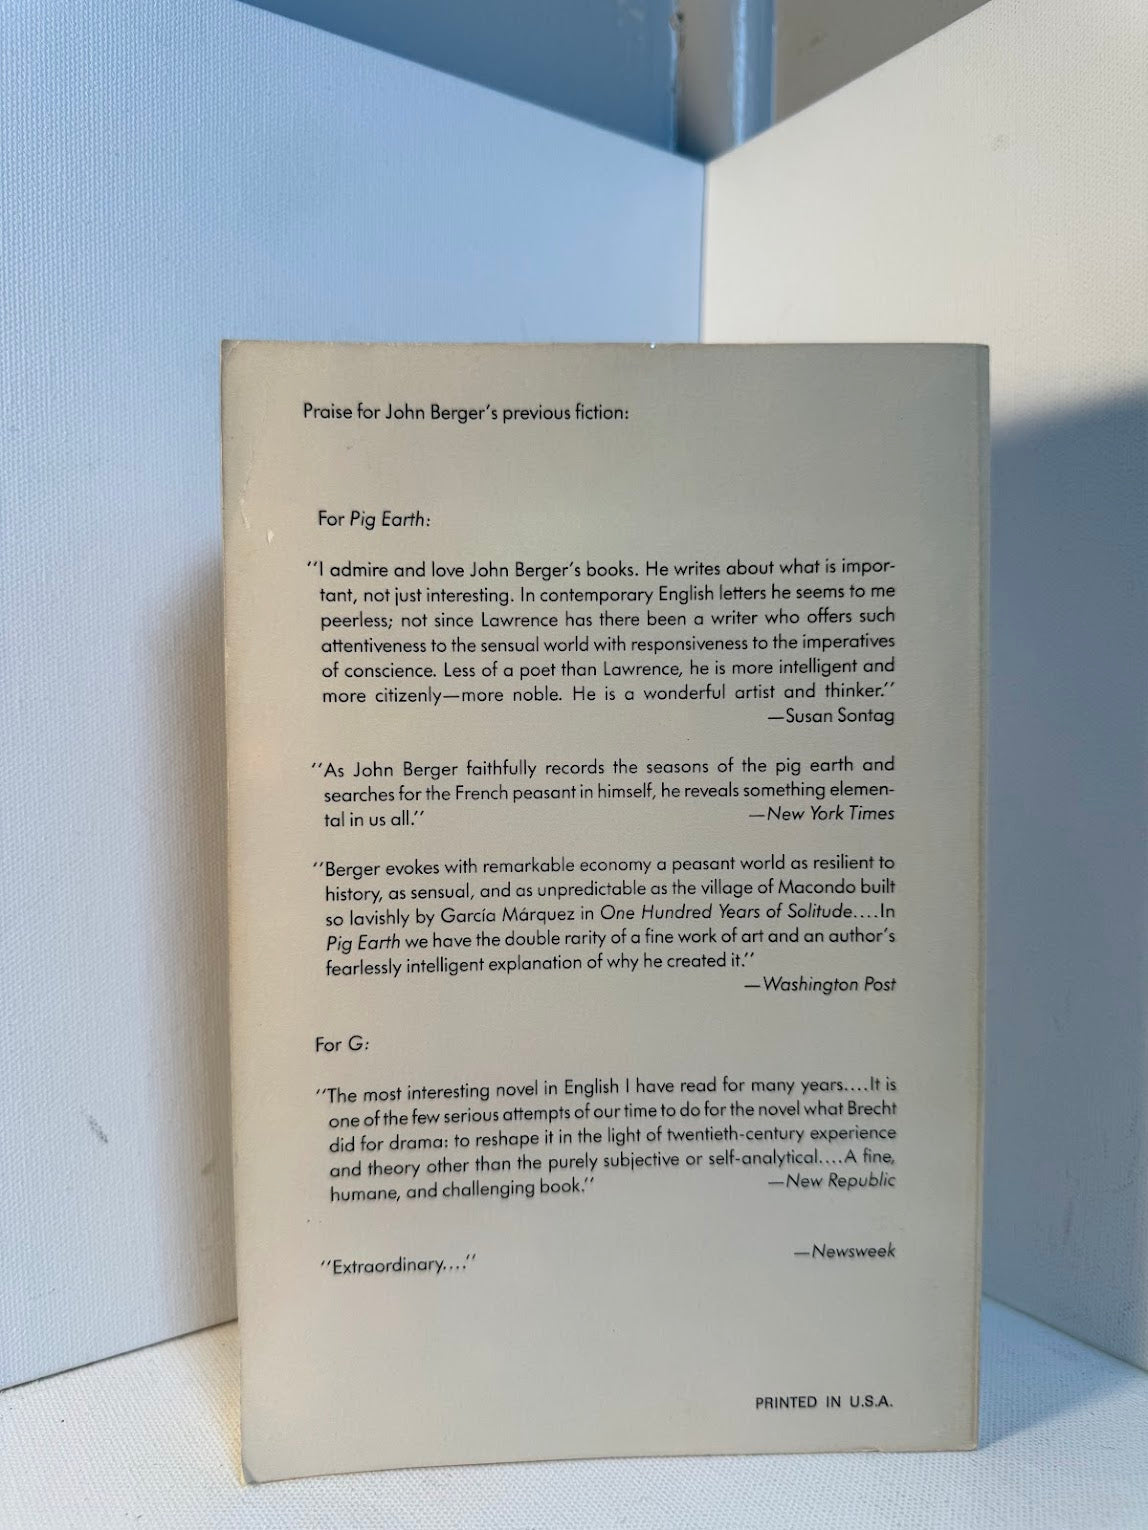 Praise for John Berger's previous fiction:
For Pig Earth:
"I admire and love John Berger's books. He writes about what is impor-
tant, not just interesting. In contemporary English letters he seems to me
peerless; not since Lawrence has there been a writer who offers such
attentiveness to the sensual world with responsiveness to the imperatives
of conscience. Less of a poet than Lawrence, he is more intelligent and
more citizenly—more noble. He is a wonderful artist and thinker."
—Susan Sontag
"As John Berger faithfully records the seasons of the pig earth and
searches for the French peasant in himself, he reveals something elemen-
tal in us all." —New York Times
"Berger evokes with remarkable economy a peasant world as resilient to
history, as sensual, and as unpredictable as the village of Macondo built
so lavishly by García Márquez in One Hundred Years of Solitude....In
Pig Earth we have the double rarity of a fine work of art and an author's
fearlessly intelligent explanation of why he created it."
—Washington Post
For G:
"The most interesting novel in English I have read for many years....It is
one of the few serious attempts of our time to do for the novel what Brecht
did for drama: to reshape it in the light of twentieth-century experience
and theory other than the purely subjective or self-analytical....A fine,
humane, and challenging book." —New Republic
"Extraordinary...." —Newsweek
PRINTED IN U.S.A.